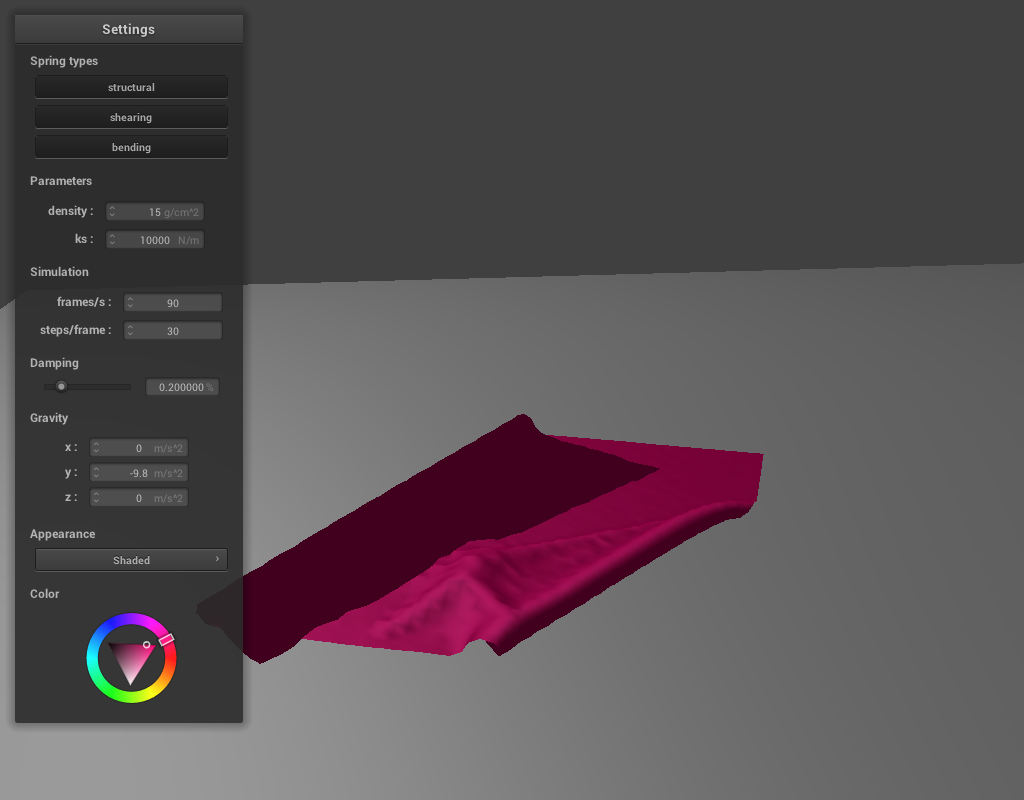 Settings
Spring types
structural
shearing
bending
Parameters
density : 15 g/cm^2
ks : 10000 N/m
Simulation
frames/s : 90
steps/frame : 30
Damping
0.200000 %
Gravity
x : 0 m/s^2
y : -9.8 m/s^2
z : 0 m/s^2
Appearance
Shaded
Color